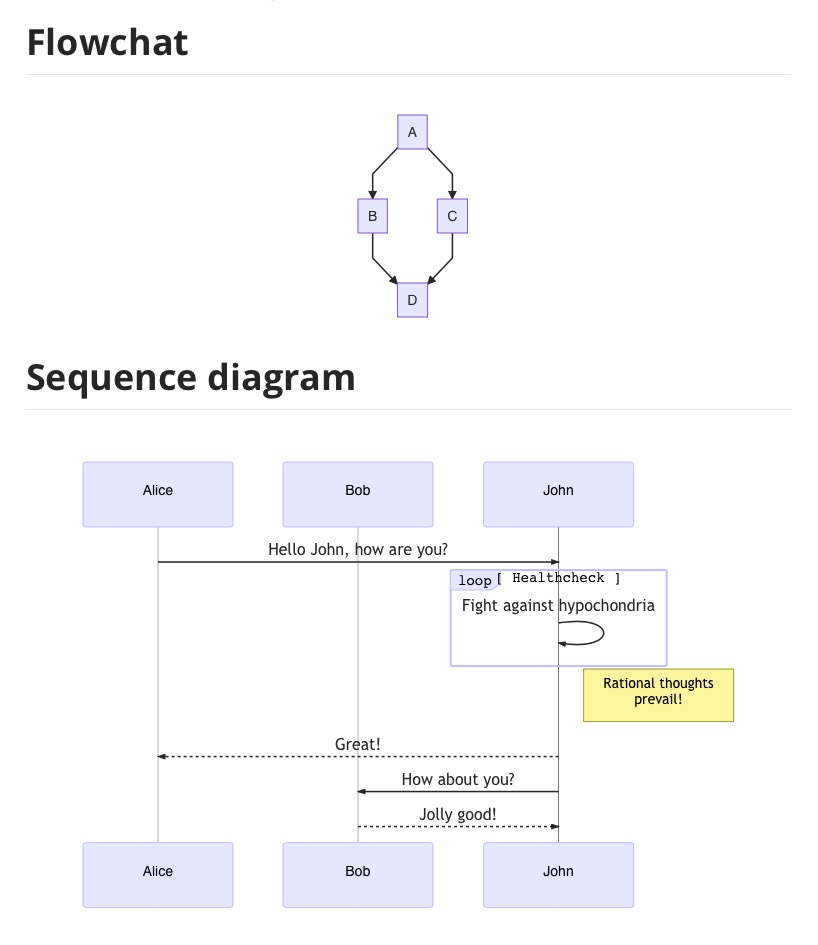 Flowchat
A
B
C
D
Sequence diagram
Alice
Bob
John
Hello John, how are you?
loop [ Healthcheck ]
Fight against hypochondria
Rational thoughts
prevail!
Great!
How about you?
Jolly good!
Alice
Bob
John